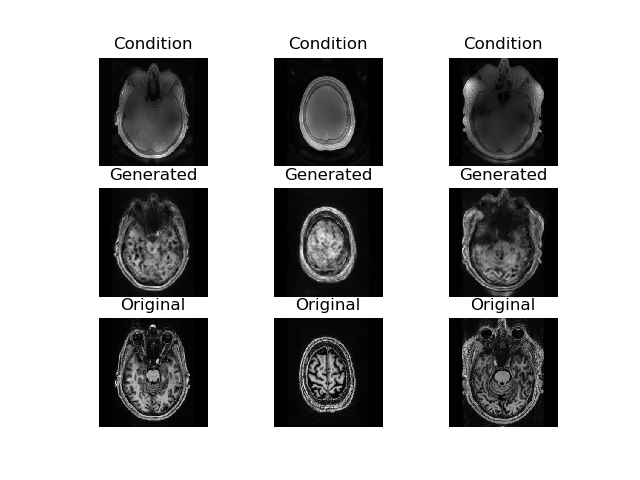 Condition Condition Condition
Generated Generated Generated
Original Original Original